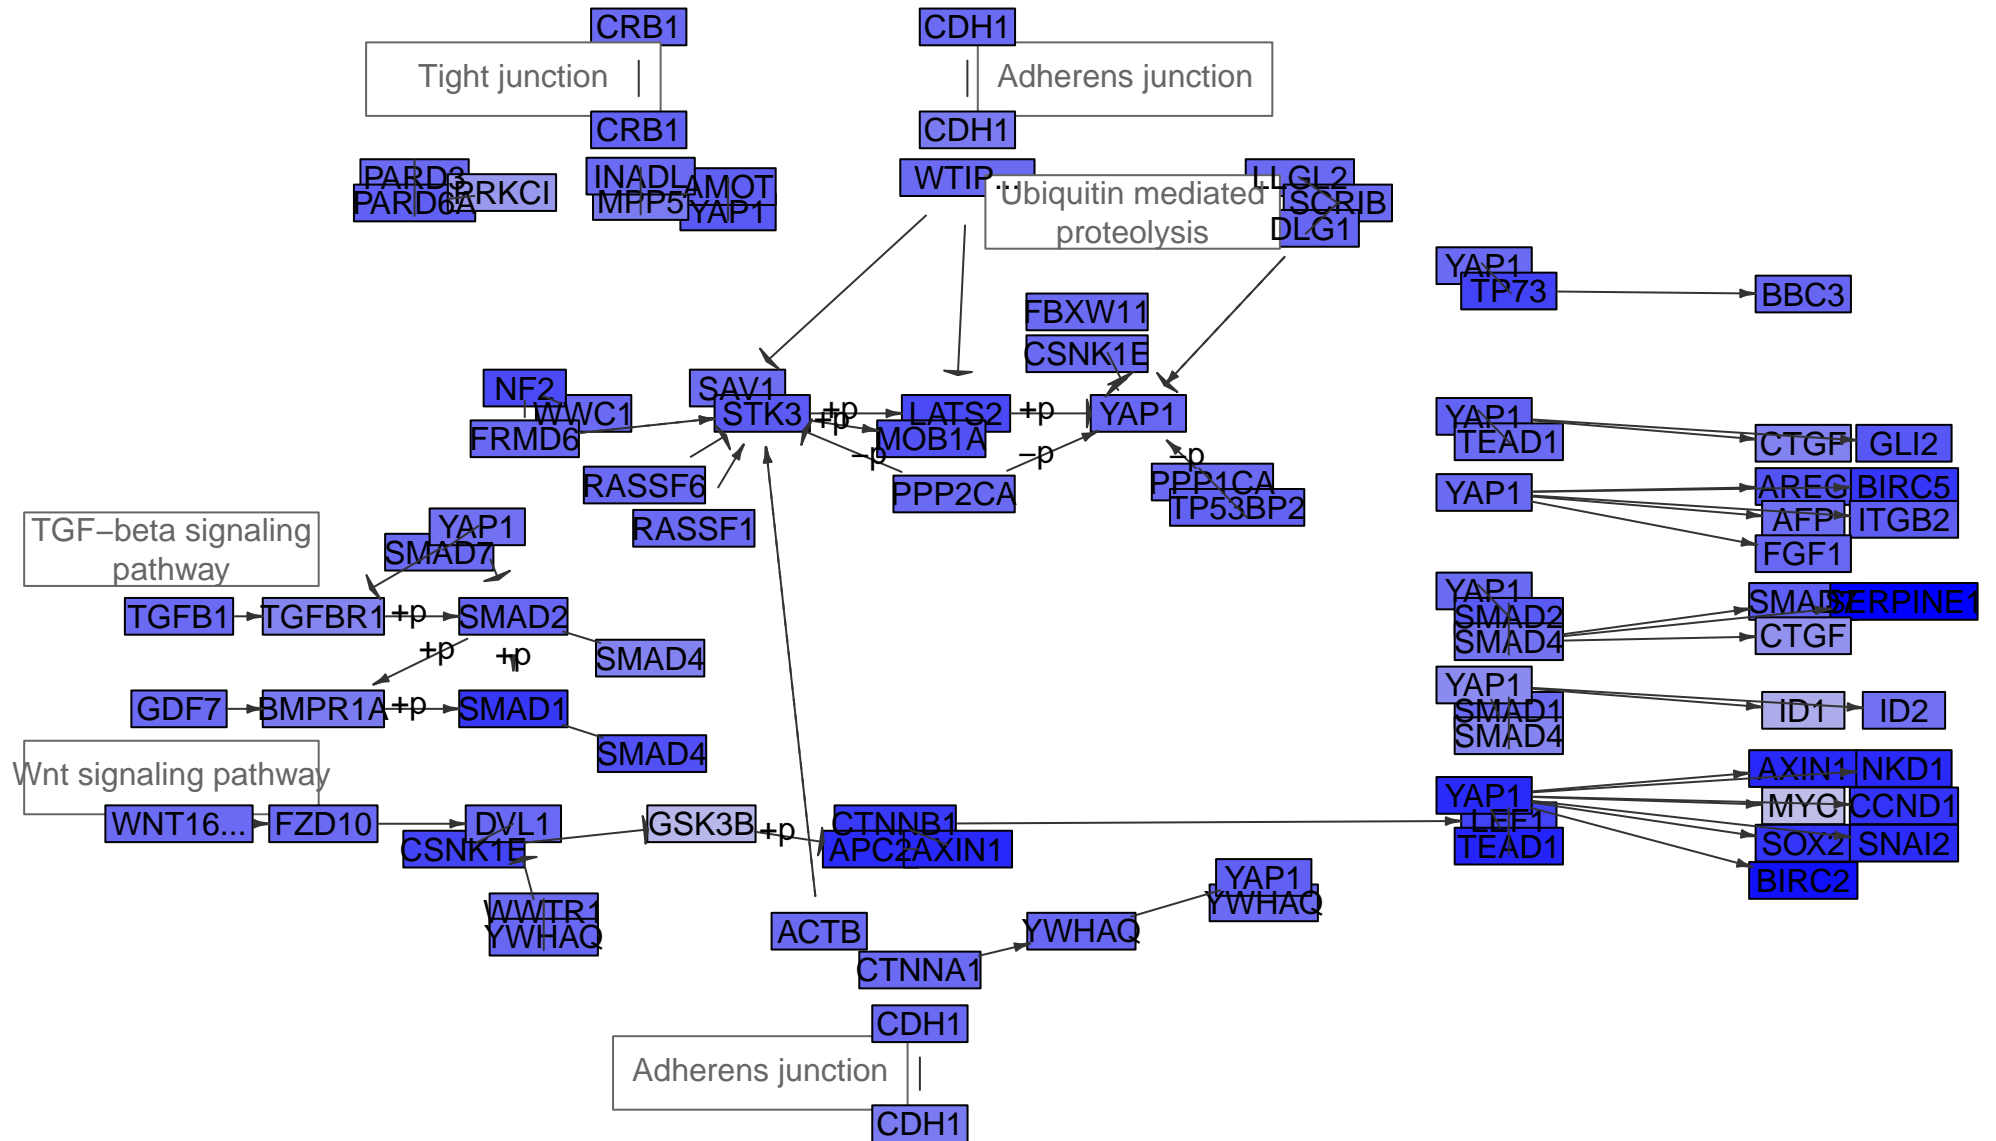 CRB1
CDH1
Tight junction
Adherens junction
CRB1
CDH1
PARD3
PRKCI
PARD6A
INADL
AMOT
MPP5
YAP1
WTIP...
LLGL2
SCRIB
DLG1
Ubiquitin mediated
proteolysis
YAP1
TP73
BBC3
FBXW11
CSNK1E
NF2
WWC1
FRMD6
SAV1
STK3
+p
+p
LATS2
MOB1A
+p
YAP1
−p
−p
−p
RASSF6
RASSF1
PPP2CA
PPP1CA
TP53BP2
YAP1
TEAD1
CTGF
GLI2
YAP1
AREG
BIRC5
AFP
ITGB2
FGF1
TGF−beta signaling
pathway
YAP1
SMAD7
TGFB1
TGFBR1
+p
SMAD2
+p
+p
SMAD4
GDF7
BMPR1A
+p
SMAD1
SMAD4
YAP1
SMAD2
SMAD4
SMAD7
SERPINE1
CTGF
YAP1
SMAD1
SMAD4
ID1
ID2
Wnt signaling pathway
WNT16...
FZD10
DVL1
CSNK1E
GSK3B
+p
CTNNB1
APC2
AXIN1
YAP1
LEF1
TEAD1
AXIN1
NKD1
MYC
CCND1
SOX2
SNAI2
BIRC2
WWTR1
YWHAQ
ACTB
CTNNA1
YWHAQ
YAP1
YWHAQ
CDH1
Adherens junction
CDH1